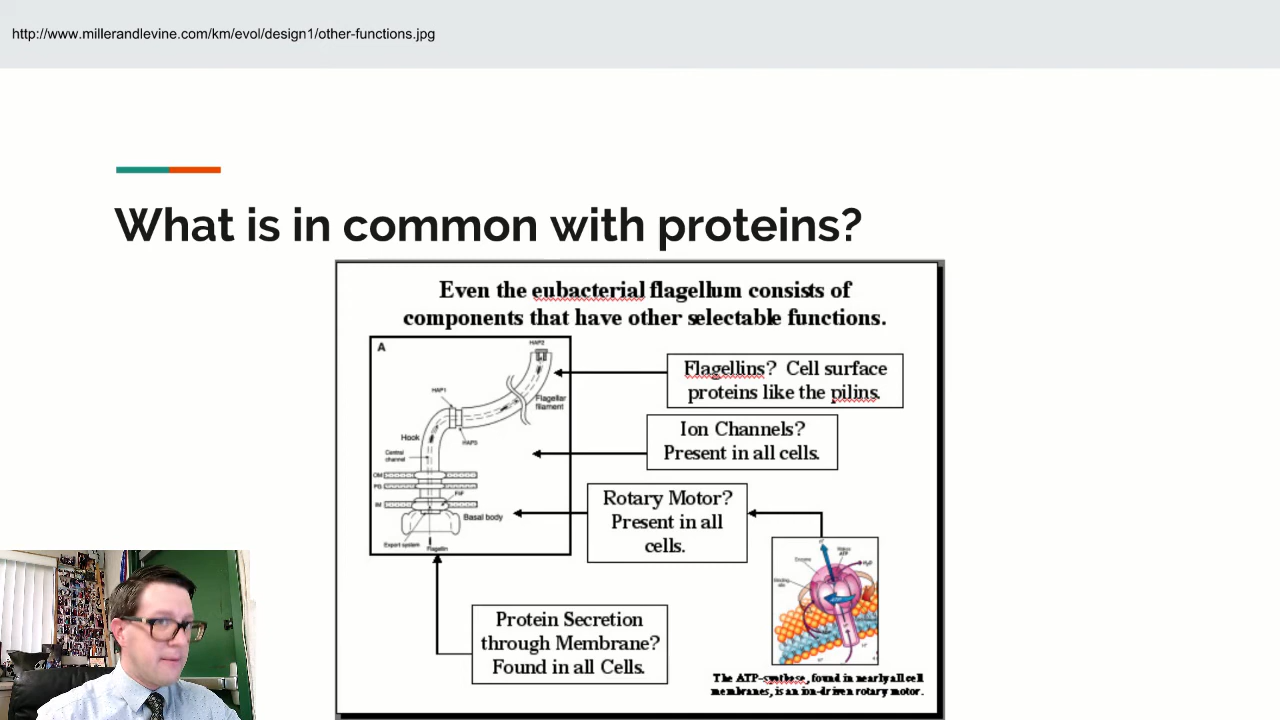 http://www.millerandlevine.com/km/evol/design1/other-functions.jpg
What is in common with proteins?
Even the eubacterial flagellum consists of
components that have other selectable functions.
A
HAP2
Flagellins? Cell surface
proteins like the pilins.
HAP1
Flagellar
filament
Ion Channels?
Present in all cells.
Hook
HAP3
Central
channel
OM
PG
IM
Basal body
Export system
Flagellin
Rotary Motor?
Present in all
cells.
Protein Secretion
through Membrane?
Found in all Cells.
The ATP-synthase, found in nearly all cell
membranes, is an ion-driven rotary motor.